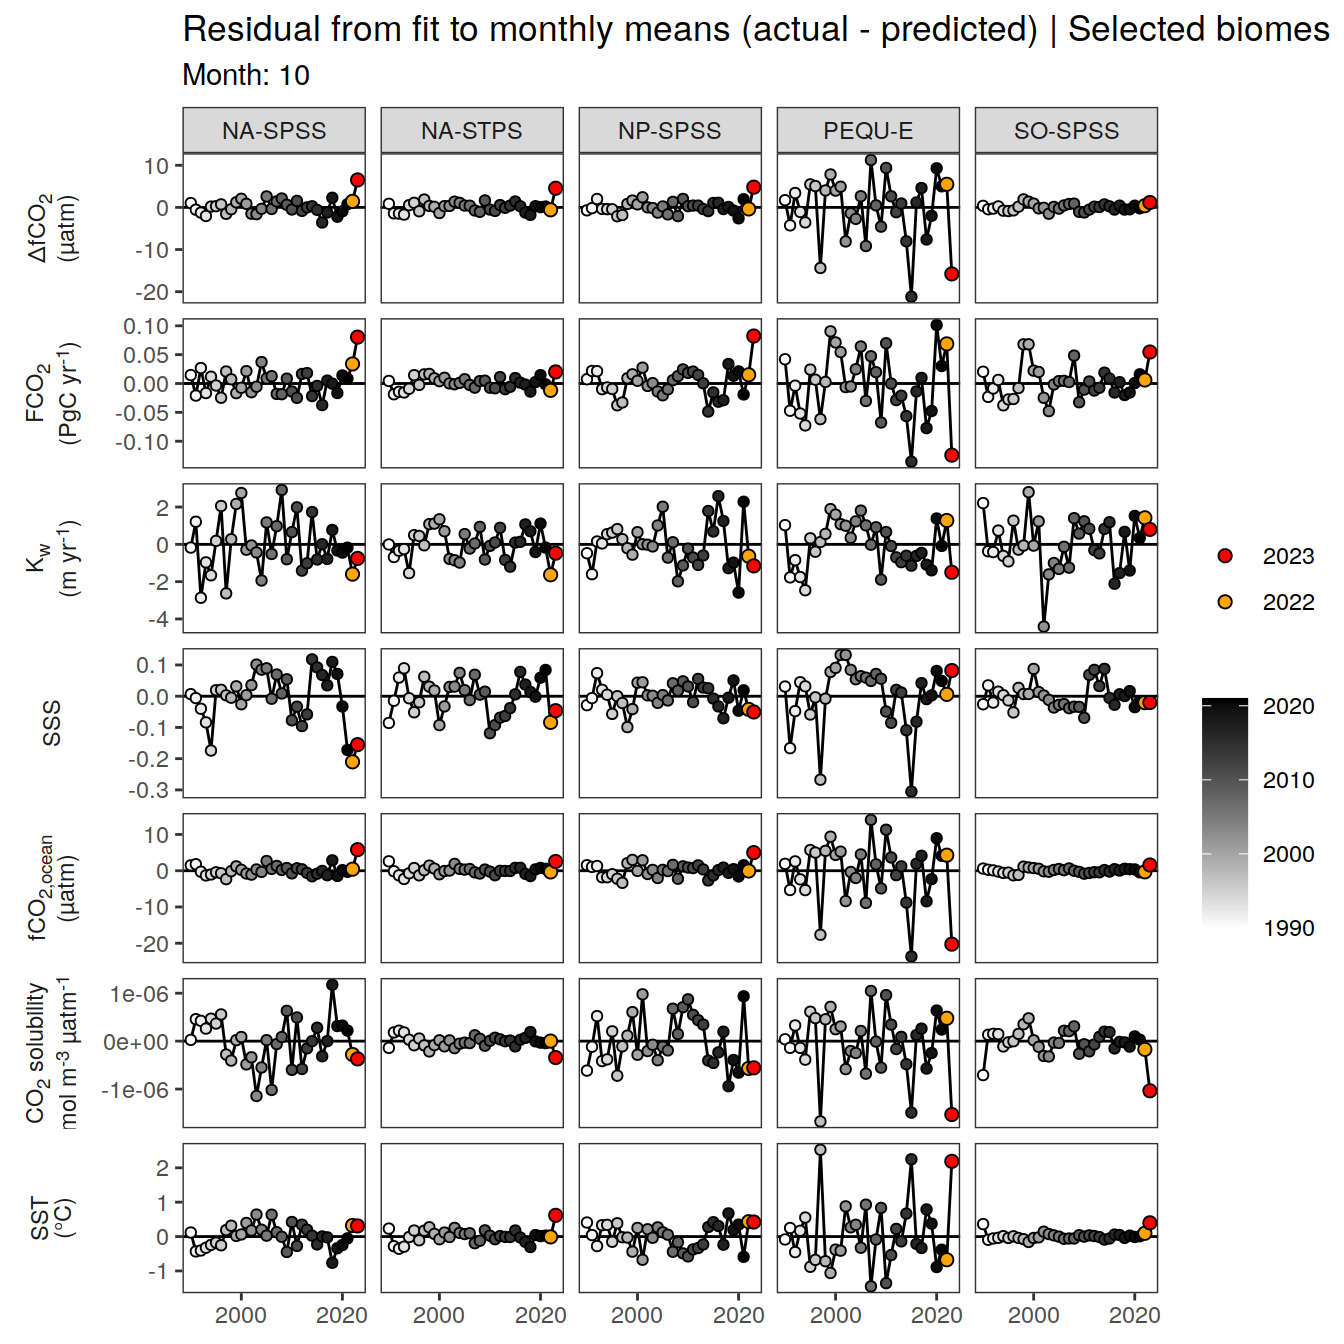 Residual from fit to monthly means (actual - predicted) | Selected biomes
Month: 10
NA-SPSS
NA-STPS
NP-SPSS
PEQU-E
SO-SPSS
ΔfCO2
(µatm)
10
0
-10
-20
FCO2
(PgC yr-1)
0.10
0.05
0.00
-0.05
-0.10
Kw
(m yr-1)
2
0
-2
-4
SSS
0.1
0.0
-0.1
-0.2
-0.3
fCO2,ocean
(µatm)
10
0
-10
-20
CO2 solubility
mol m-3 µatm-1
1e-06
0e+00
-1e-06
SST
(°C)
2
1
0
-1
2000
2020
2000
2020
2000
2020
2000
2020
2000
2020
2023
2022
2020
2010
2000
1990